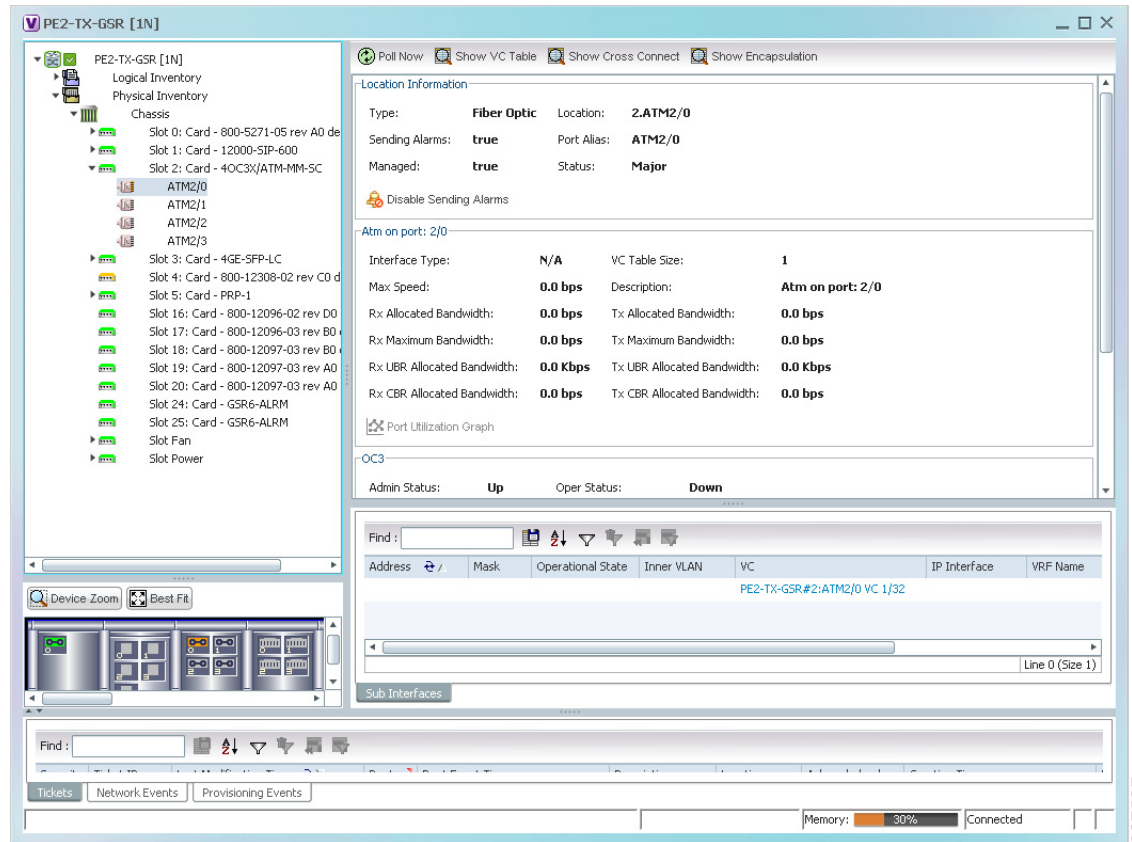 PE2-TX-GSR [1N]
PE2-TX-GSR [1N]
Logical Inventory
Physical Inventory
Chassis
Slot 0: Card - 800-5271-05 rev A0 de
Slot 1: Card - 12000-SIP-600
Slot 2: Card - 4OC3X/ATM-MM-SC
ATM2/0
ATM2/1
ATM2/2
ATM2/3
Slot 3: Card - 4GE-SFP-LC
Slot 4: Card - 800-12308-02 rev C0 d
Slot 5: Card - PRP-1
Slot 16: Card - 800-12096-02 rev D0
Slot 17: Card - 800-12096-03 rev B0
Slot 18: Card - 800-12097-03 rev B0
Slot 19: Card - 800-12097-03 rev A0
Slot 20: Card - 800-12097-03 rev A0
Slot 24: Card - GSR6-ALRM
Slot 25: Card - GSR6-ALRM
Slot Fan
Slot Power
Device Zoom Best Fit
Poll Now Show VC Table Show Cross Connect Show Encapsulation
Location Information
Type: Fiber Optic Location: 2.ATM2/0
Sending Alarms: true Port Alias: ATM2/0
Managed: true Status: Major
Disable Sending Alarms
Atm on port: 2/0
Interface Type: N/A VC Table Size: 1
Max Speed: 0.0 bps Description: Atm on port: 2/0
Rx Allocated Bandwidth: 0.0 bps Tx Allocated Bandwidth: 0.0 bps
Rx Maximum Bandwidth: 0.0 bps Tx Maximum Bandwidth: 0.0 bps
Rx UBR Allocated Bandwidth: 0.0 Kbps Tx UBR Allocated Bandwidth: 0.0 Kbps
Rx CBR Allocated Bandwidth: 0.0 bps Tx CBR Allocated Bandwidth: 0.0 bps
Port Utilization Graph
OC3
Admin Status: Up Oper Status: Down
Find :
Address Mask Operational State Inner VLAN VC IP Interface VRF Name
PE2-TX-GSR#2:ATM2/0 VC 1/32
Line 0 (Size 1)
Sub Interfaces
Find :
Tickets Network Events Provisioning Events
Memory: 30% Connected